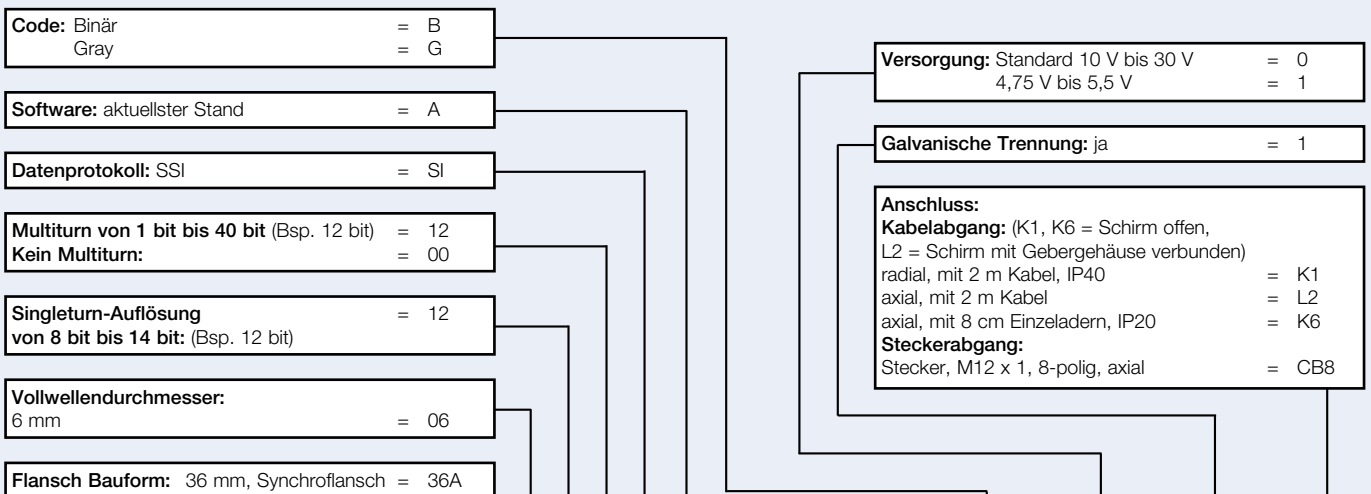 Code: Binär = B
Gray = G
Software: aktuellster Stand = A
Datenprotokoll: SSI = SI
Multiturn von 1 bit bis 40 bit (Bsp. 12 bit) = 12
Kein Multiturn: = 00
Singleturn-Auflösung = 12
von 8 bit bis 14 bit: (Bsp. 12 bit)
Vollwellendurchmesser:
6 mm = 06
Flansch Bauform: 36 mm, Synchroflansch = 36A
Versorgung: Standard 10 V bis 30 V = 0
4,75 V bis 5,5 V = 1
Galvanische Trennung: ja = 1
Anschluss:
Kabelabgang: (K1, K6 = Schirm offen,
L2 = Schirm mit Gebergehäuse verbunden)
radial, mit 2 m Kabel, IP40 = K1
axial, mit 2 m Kabel = L2
axial, mit 8 cm Einzeladern, IP20 = K6
Steckerabgang:
Stecker, M12 x 1, 8-polig, axial = CB8